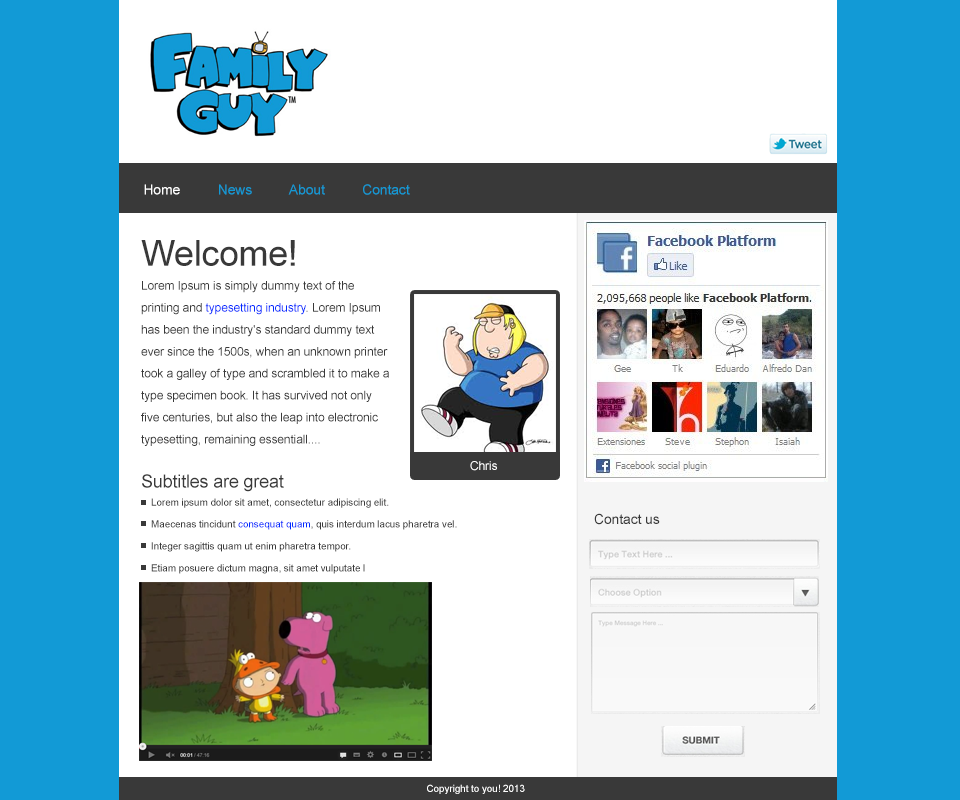 FAMILY
GUY™
Tweet
Home News About Contact
Welcome!
Lorem Ipsum is simply dummy text of the
printing and typesetting industry. Lorem Ipsum
has been the industry's standard dummy text
ever since the 1500s, when an unknown printer
took a galley of type and scrambled it to make a
type specimen book. It has survived not only
five centuries, but also the leap into electronic
typesetting, remaining essentiall....
Chris
Subtitles are great
Lorem ipsum dolor sit amet, consectetur adipiscing elit.
Maecenas tincidunt consequat quam, quis interdum lacus pharetra vel.
Integer sagittis quam ut enim pharetra tempor.
Etiam posuere dictum magna, sit amet vulputate l
00:01 / 47:16
Facebook Platform
Like
2,095,668 people like Facebook Platform.
Gee Tk Eduardo Alfredo Dan
Extensiones Steve Stephon Isaiah
Facebook social plugin
Contact us
Type Text Here ...
Choose Option
Type Message Here ...
SUBMIT
Copyright to you! 2013